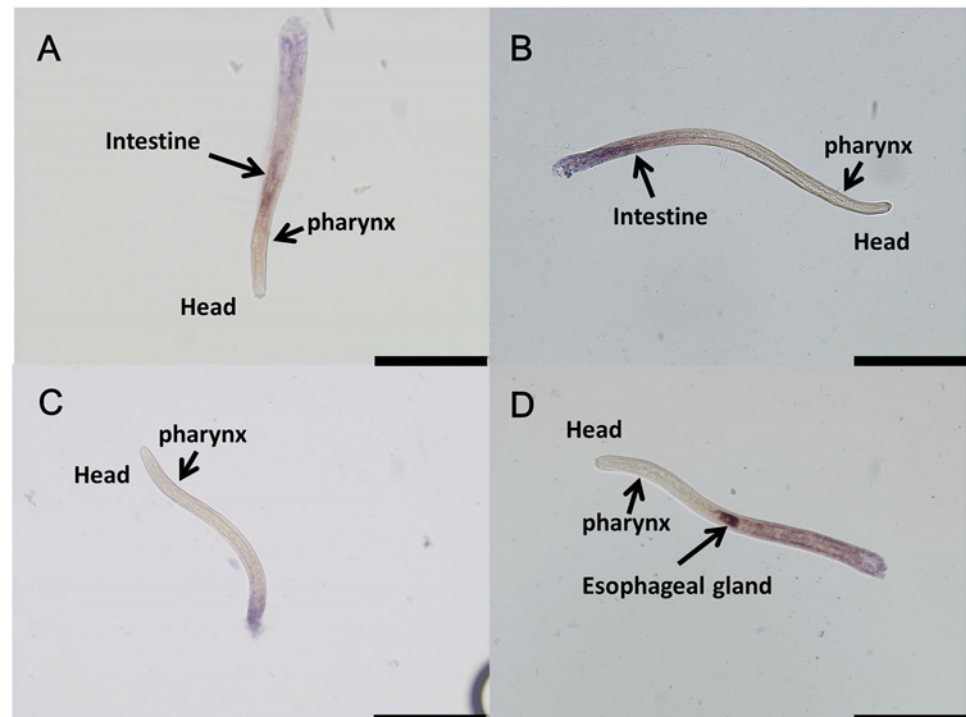 A
Intestine
pharynx
Head
B
pharynx
Intestine
Head
C
pharynx
Head
D
Head
pharynx
Esophageal gland